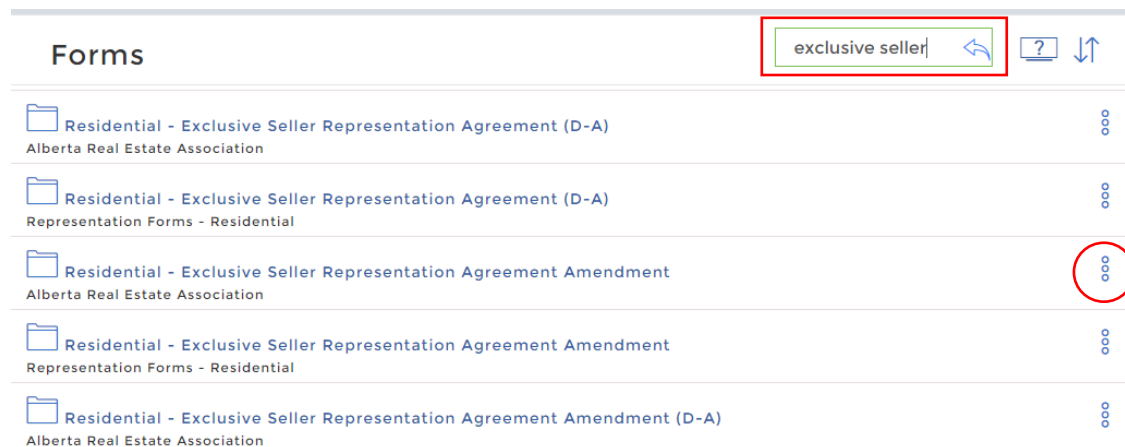 Forms
exclusive seller
?
Residential - Exclusive Seller Representation Agreement (D-A)
Alberta Real Estate Association
Residential - Exclusive Seller Representation Agreement (D-A)
Representation Forms - Residential
Residential - Exclusive Seller Representation Agreement Amendment
Alberta Real Estate Association
Residential - Exclusive Seller Representation Agreement Amendment
Representation Forms - Residential
Residential - Exclusive Seller Representation Agreement Amendment (D-A)
Alberta Real Estate Association